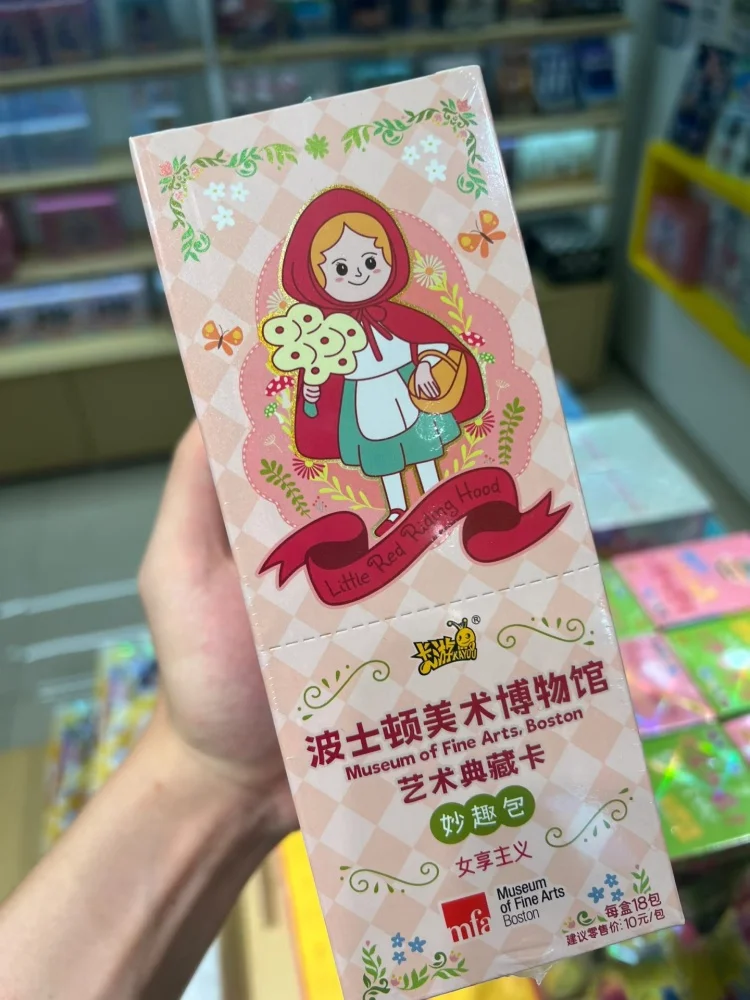 Little Red Riding Hood
卡游®
KAYOU
波士顿美术博物馆
Museum of Fine Arts, Boston
艺术典藏卡
妙趣包
女享主义
mfa
Museum
of Fine Arts
Boston
每盒18包
建议零售价:10元/包